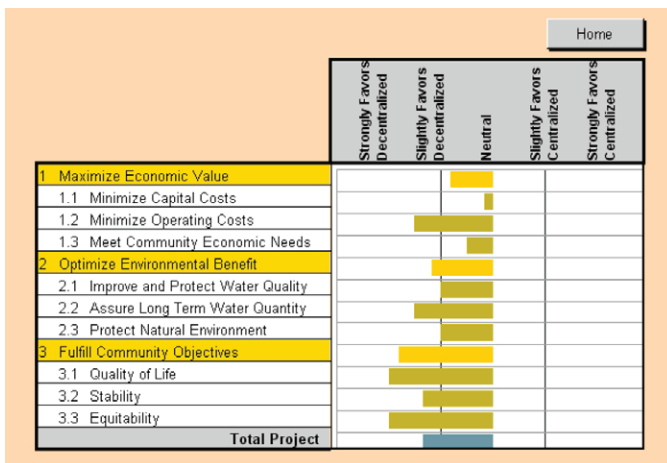 Home
Strongly Favors
Decentralized
Slightly Favors
Decentralized
Neutral
Slightly Favors
Centralized
Strongly Favors
Centralized
1 Maximize Economic Value
1.1 Minimize Capital Costs
1.2 Minimize Operating Costs
1.3 Meet Community Economic Needs
2 Optimize Environmental Benefit
2.1 Improve and Protect Water Quality
2.2 Assure Long Term Water Quantity
2.3 Protect Natural Environment
3 Fulfill Community Objectives
3.1 Quality of Life
3.2 Stability
3.3 Equitability
Total Project